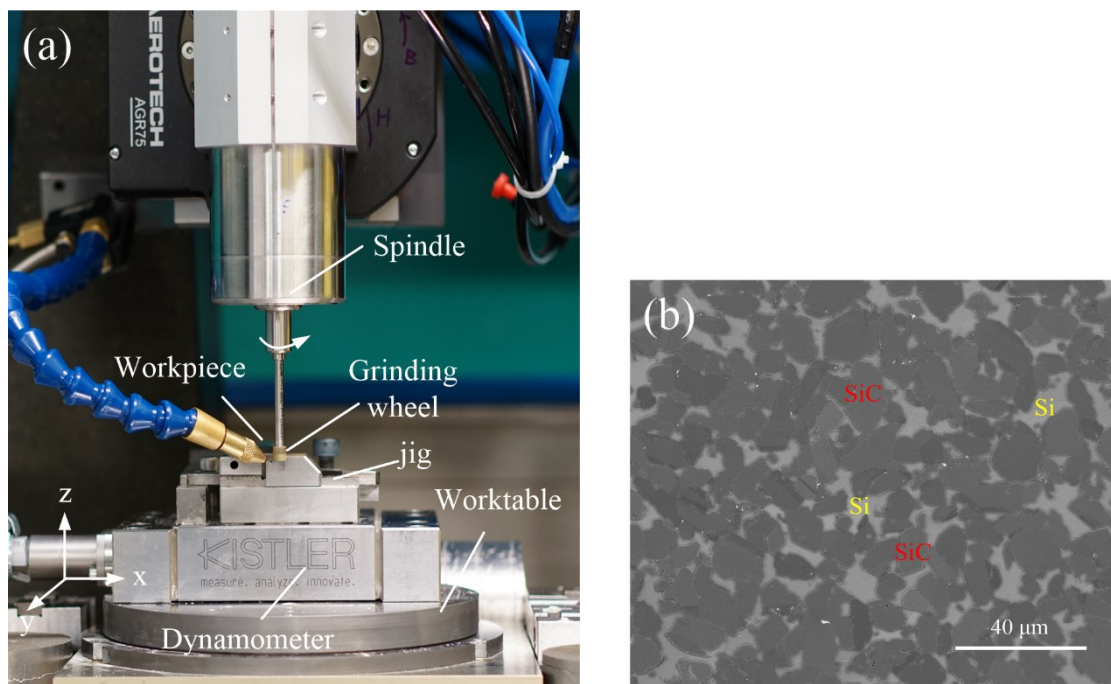 (a)
AEROTECH
AGR75
B
H
Spindle
Workpiece
Grinding
wheel
jig
Worktable
z
x
y
KISTLER
measure. analyze. innovate.
Dynamometer
(b)
SiC
Si
Si
SiC
40 μm